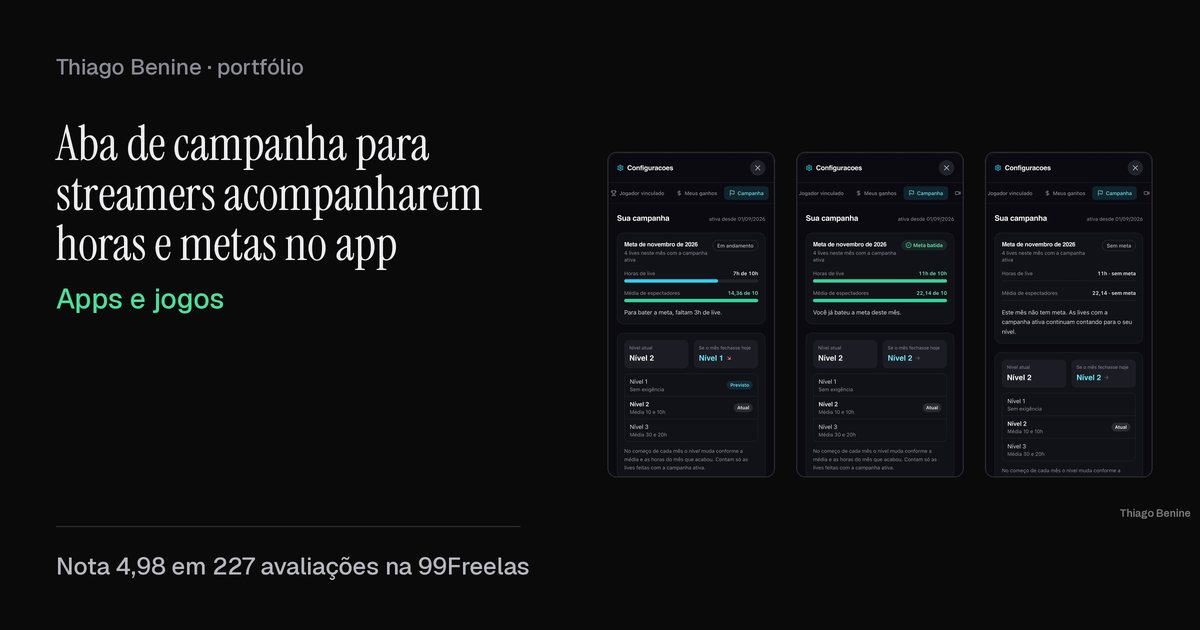 Thiago Benine · portfólio
Aba de campanha para
streamers acompanharem
horas e metas no app
Apps e jogos
Nota 4,98 em 227 avaliações na 99Freelas
Configuracoes
Jogador vinculado
Meus ganhos
Campanha
Sua campanha
ativa desde 01/09/2026
Meta de novembro de 2026
Em andamento
4 lives neste mês com a campanha
ativa
Horas de live
7h de 10h
Média de espectadores
14,36 de 10
Para bater a meta, faltam 3h de live.
Nível atual
Nível 2
Se o mês fechasse hoje
Nível 1
Nível 1
Sem exigência
Previsto
Nível 2
Média 10 e 10h
Atual
Nível 3
Média 30 e 20h
No começo de cada mês o nível muda conforme a
média e as horas do mês que acabou. Contam só as
lives feitas com a campanha ativa.
Configuracoes
Jogador vinculado
Meus ganhos
Campanha
Sua campanha
ativa desde 01/09/2026
Meta de novembro de 2026
Meta batida
4 lives neste mês com a campanha
ativa
Horas de live
11h de 10h
Média de espectadores
22,14 de 10
Você já bateu a meta deste mês.
Nível atual
Nível 2
Se o mês fechasse hoje
Nível 2
Nível 1
Sem exigência
Nível 2
Média 10 e 10h
Atual
Nível 3
Média 30 e 20h
No começo de cada mês o nível muda conforme a
média e as horas do mês que acabou. Contam só as
lives feitas com a campanha ativa.
Configuracoes
Jogador vinculado
Meus ganhos
Campanha
Sua campanha
ativa desde 01/09/2026
Meta de novembro de 2026
Sem meta
4 lives neste mês com a campanha
ativa
Horas de live
11h · sem meta
Média de espectadores
22,14 · sem meta
Este mês não tem meta. As lives com a
campanha ativa continuam contando para o seu
nível.
Nível atual
Nível 2
Se o mês fechasse hoje
Nível 2
Nível 1
Sem exigência
Nível 2
Média 10 e 10h
Atual
Nível 3
Média 30 e 20h
No começo de cada mês o nível muda conforme a
Thiago Benine